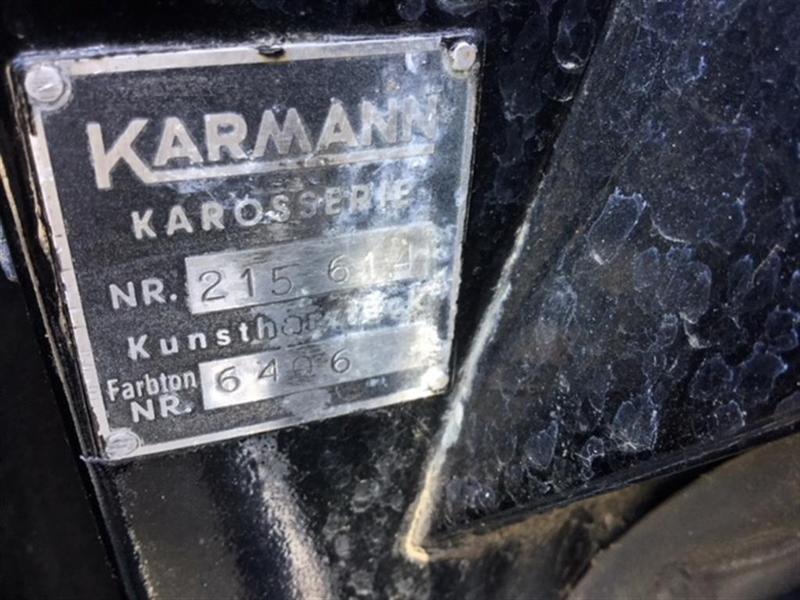 KARMANN
KAROSSERIE
NR. 215 614
Farbton 6406
NR.